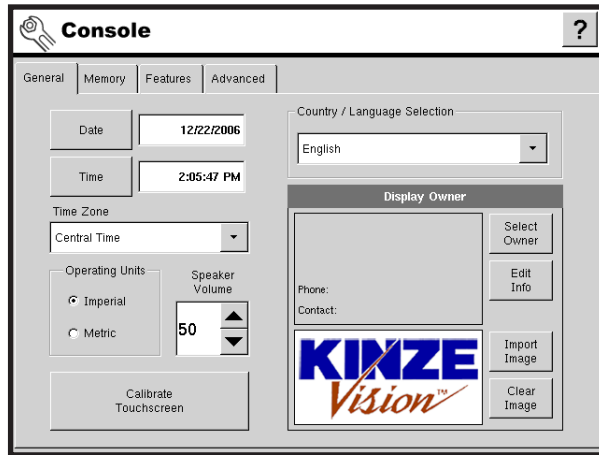 Console
?
General Memory Features Advanced
Date 12/22/2006
Time 2:05:47 PM
Time Zone
Central Time
Operating Units
Imperial
Metric
Speaker
Volume
50
Calibrate
Touchscreen
Country / Language Selection
English
Display Owner
Phone:
Contact:
Select
Owner
Edit
Info
KINZE
Vision™
Import
Image
Clear
Image